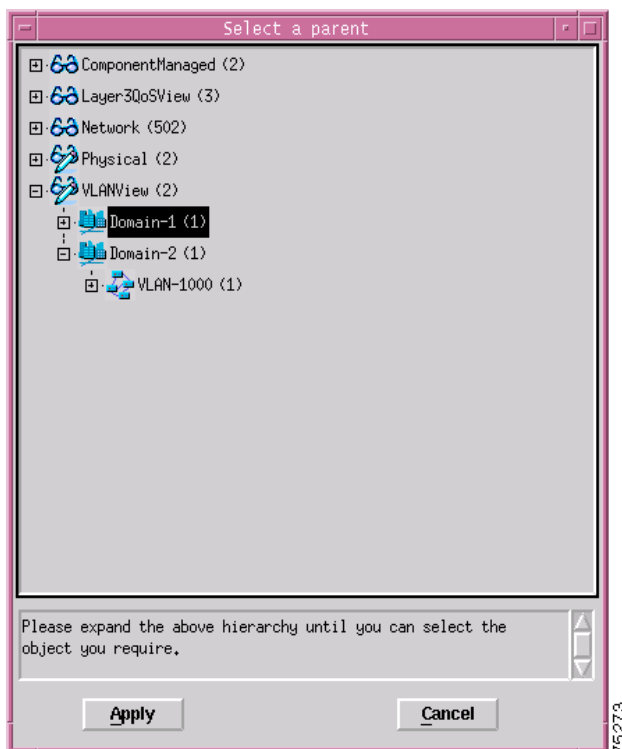 Select a parent
ComponentManaged (2)
Layer3QoSView (3)
Network (502)
Physical (2)
VLANView (2)
Domain-1 (1)
Domain-2 (1)
VLAN-1000 (1)
Please expand the above hierarchy until you can select the
object you require.
Apply
Cancel
75273